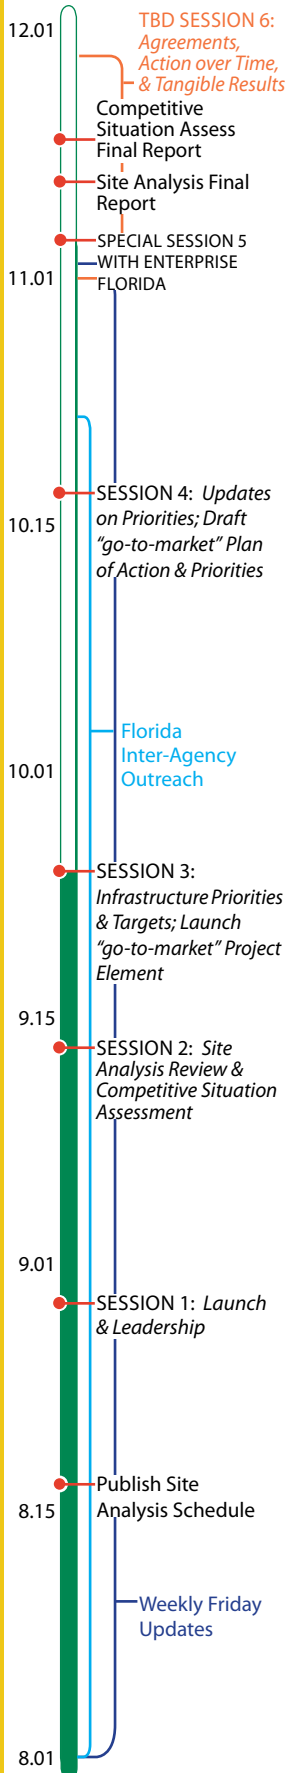 TBD SESSION 6:
12.01
Agreements,
Action over Time,
& Tangible Results
Competitive
Situation Assess
Final Report
Site Analysis Final
Report
SPECIAL SESSION 5
WITH ENTERPRISE
11.01
FLORIDA
SESSION 4: Updates
on Priorities; Draft
10.15
“go-to-market” Plan
of Action & Priorities
Florida
Inter-Agency
10.01
Outreach
SESSION 3:
Infrastructure Priorities
& Targets; Launch
“go-to-market” Project
Element
9.15
SESSION 2: Site
Analysis Review &
Competitive Situation
Assessment
9.01
SESSION 1: Launch
& Leadership
Publish Site
8.15
Analysis Schedule
Weekly Friday
Updates
8.01